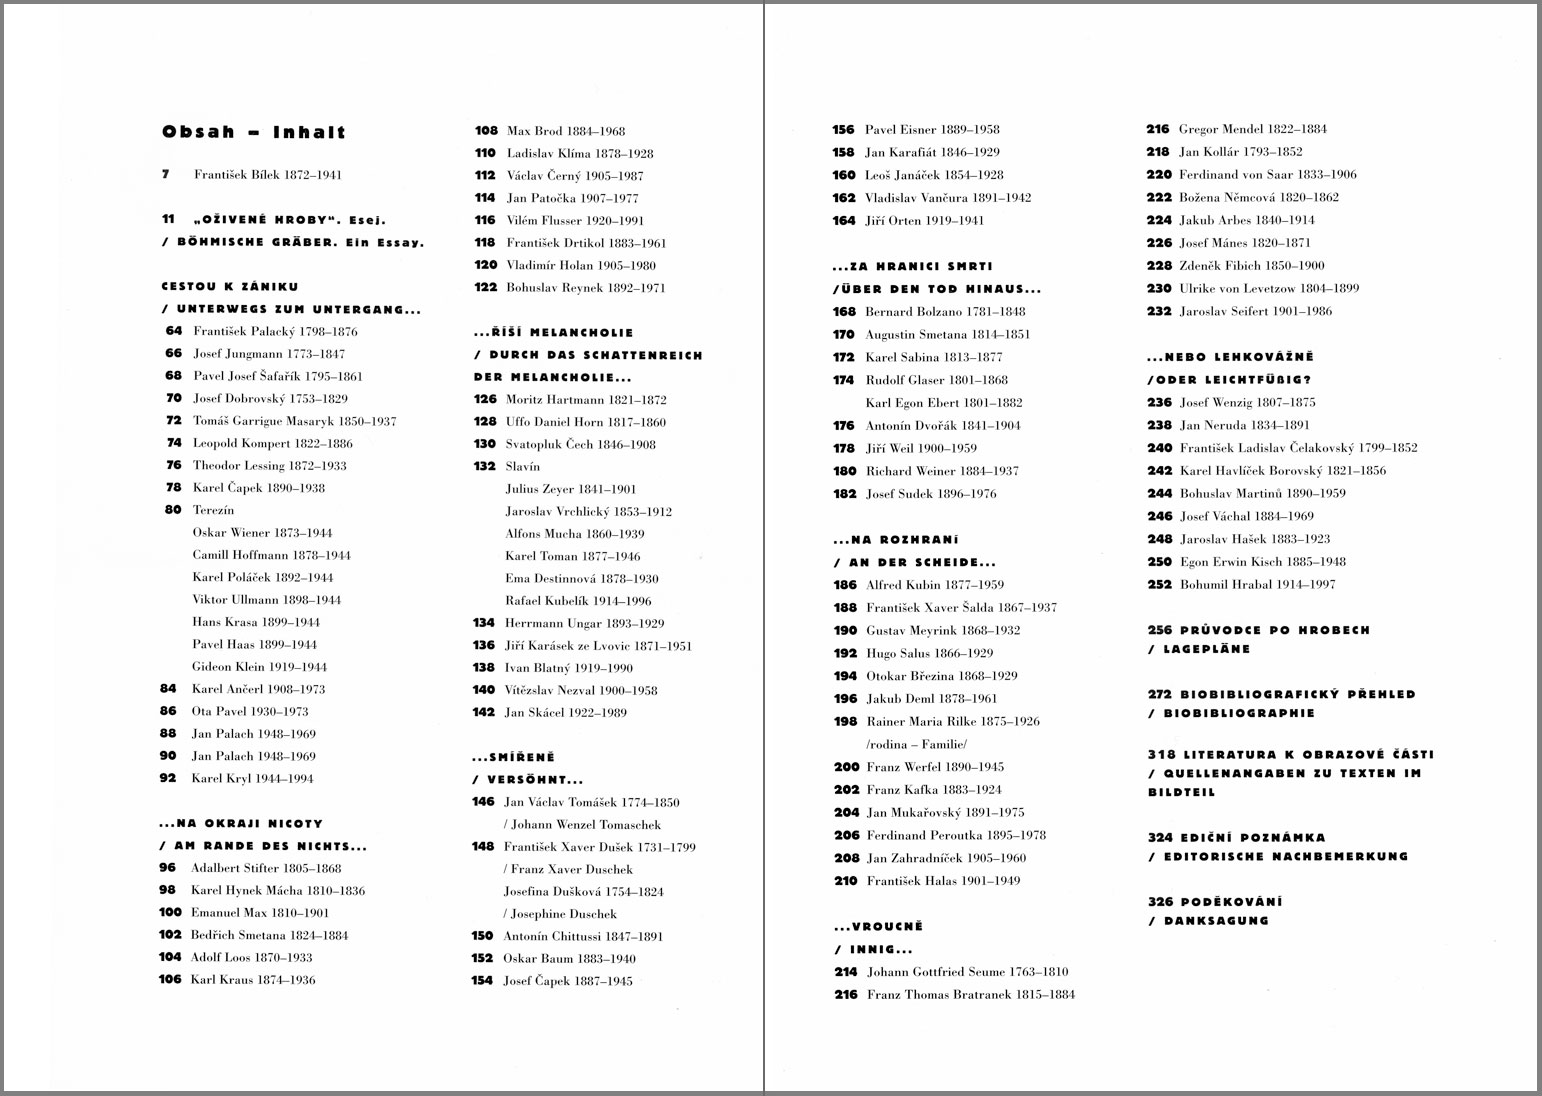 Obsah – Inhalt
7 František Bílek 1872–1941
11 „OŽIVENÉ HROBY“. Esej.
/ BÖHMISCHE GRÄBER. Ein Essay.
CESTOU K ZÁNIKU
/ UNTERWEGS ZUM UNTERGANG...
64 František Palacký 1798–1876
66 Josef Jungmann 1773–1847
68 Pavel Josef Šafařík 1795–1861
70 Josef Dobrovský 1753–1829
72 Tomáš Garrigue Masaryk 1850–1937
74 Leopold Kompert 1822–1886
76 Theodor Lessing 1872–1933
78 Karel Čapek 1890–1938
80 Terezín
Oskar Wiener 1873–1944
Camill Hoffmann 1878–1944
Karel Poláček 1892–1944
Viktor Ullmann 1898–1944
Hans Krasa 1899–1944
Pavel Haas 1899–1944
Gideon Klein 1919–1944
84 Karel Ančerl 1908–1973
86 Ota Pavel 1930–1973
88 Jan Palach 1948–1969
90 Jan Palach 1948–1969
92 Karel Kryl 1944–1994
...NA OKRAJI NICOTY
/ AM RANDE DES NICHTS...
96 Adalbert Stifter 1805–1868
98 Karel Hynek Mácha 1810–1836
100 Emanuel Max 1810–1901
102 Bedřich Smetana 1824–1884
104 Adolf Loos 1870–1933
106 Karl Kraus 1874–1936
108 Max Brod 1884–1968
110 Ladislav Klíma 1878–1928
112 Václav Černý 1905–1987
114 Jan Patočka 1907–1977
116 Vilém Flusser 1920–1991
118 František Drtikol 1883–1961
120 Vladimír Holan 1905–1980
122 Bohuslav Reynek 1892–1971
...ŘÍŠÍ MELANCHOLIE
/ DURCH DAS SCHATTENREICH
DER MELANCHOLIE...
126 Moritz Hartmann 1821–1872
128 Uffo Daniel Horn 1817–1860
130 Svatopluk Čech 1846–1908
132 Slavín
Julius Zeyer 1841–1901
Jaroslav Vrchlický 1853–1912
Alfons Mucha 1860–1939
Karel Toman 1877–1946
Ema Destinnová 1878–1930
Rafael Kubelík 1914–1996
134 Herrmann Ungar 1893–1929
136 Jiří Karásek ze Lvovic 1871–1951
138 Ivan Blatný 1919–1990
140 Vítězslav Nezval 1900–1958
142 Jan Skácel 1922–1989
...SMÍŘENĚ
/ VERSÖHNT...
146 Jan Václav Tomášek 1774–1850
/ Johann Wenzel Tomaschek
148 František Xaver Dušek 1731–1799
/ Franz Xaver Duschek
Josefina Dušková 1754–1824
/ Josephine Duschek
150 Antonín Chittussi 1847–1891
152 Oskar Baum 1883–1940
154 Josef Čapek 1887–1945
156 Pavel Eisner 1889–1958
158 Jan Karafiát 1846–1929
160 Leoš Janáček 1854–1928
162 Vladislav Vančura 1891–1942
164 Jiří Orten 1919–1941
...ZA HRANICI SMRTI
/ÜBER DEN TOD HINAUS...
168 Bernard Bolzano 1781–1848
170 Augustin Smetana 1814–1851
172 Karel Sabina 1813–1877
174 Rudolf Glaser 1801–1868
Karl Egon Ebert 1801–1882
176 Antonín Dvořák 1841–1904
178 Jiří Weil 1900–1959
180 Richard Weiner 1884–1937
182 Josef Sudek 1896–1976
...NA ROZHRANÍ
/ AN DER SCHEIDE...
186 Alfred Kubin 1877–1959
188 František Xaver Šalda 1867–1937
190 Gustav Meyrink 1868–1932
192 Hugo Salus 1866–1929
194 Otokar Březina 1868–1929
196 Jakub Deml 1878–1961
198 Rainer Maria Rilke 1875–1926
/rodina – Familie/
200 Franz Werfel 1890–1945
202 Franz Kafka 1883–1924
204 Jan Mukařovský 1891–1975
206 Ferdinand Peroutka 1895–1978
208 Jan Zahradníček 1905–1960
210 František Halas 1901–1949
...VROUCNĚ
/ INNIG...
214 Johann Gottfried Seume 1763–1810
216 Franz Thomas Bratranek 1815–1884
216 Gregor Mendel 1822–1884
218 Jan Kollár 1793–1852
220 Ferdinand von Saar 1833–1906
222 Božena Němcová 1820–1862
224 Jakub Arbes 1840–1914
226 Josef Mánes 1820–1871
228 Zdeněk Fibich 1850–1900
230 Ulrike von Levetzow 1804–1899
232 Jaroslav Seifert 1901–1986
...NEBO LEHKOVÁŽNĚ
/ODER LEICHTFÜßIG?
236 Josef Wenzig 1807–1875
238 Jan Neruda 1834–1891
240 František Ladislav Čelakovský 1799–1852
242 Karel Havlíček Borovský 1821–1856
244 Bohuslav Martinů 1890–1959
246 Josef Váchal 1884–1969
248 Jaroslav Hašek 1883–1923
250 Egon Erwin Kisch 1885–1948
252 Bohumil Hrabal 1914–1997
256 PRŮVODCE PO HROBECH
/ LAGEPLÄNE
272 BIOBIBLIOGRAFICKÝ PŘEHLED
/ BIOBIBLIOGRAPHIE
318 LITERATURA K OBRAZOVÉ ČÁSTI
/ QUELLENANGABEN ZU TEXTEN IM
BILDTEIL
324 EDIČNÍ POZNÁMKA
/ EDITORISCHE NACHBEMERKUNG
326 PODĚKOVÁNÍ
/ DANKSAGUNG